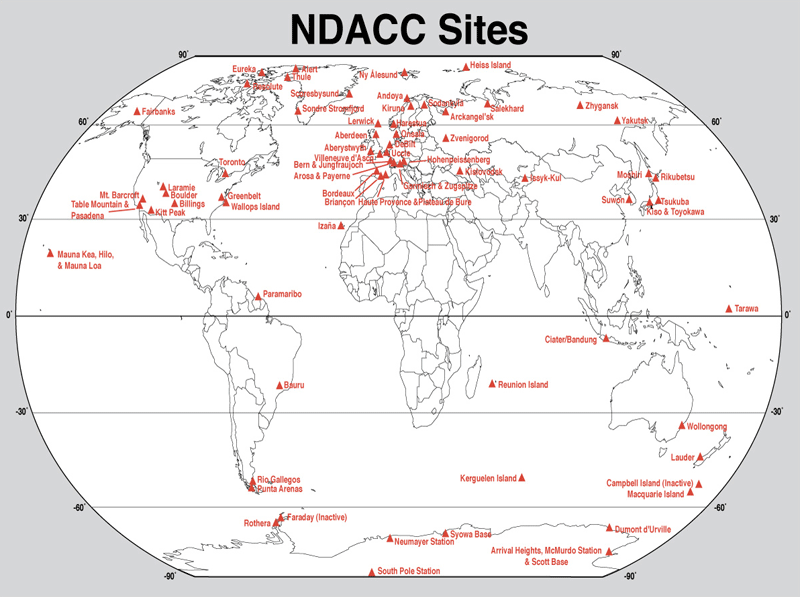 NDACC Sites
90˚
90˚
Eureka
Alert
Thule
Resolute
Ny Alesund
Heiss Island
Scoresbysund
Sondre Stromfjord
Fairbanks
Andoya
Kiruna
Sodankyla
Salekhard
Zhygansk
Arckangel'sk
Yakutsk
60˚
60˚
Lerwick
Harestua
Aberdeen
Onsala
Zvenigorod
Aberystwyth
DeBilt
Villeneuve d'Ascq
Uccle
Hohenpeissenberg
Bern & Jungfraujoch
Kislovodsk
Issyk-Kul
Moshiri
Rikubetsu
Arosa & Payerne
Garmisch & Zugspitze
Toronto
Laramie
Boulder
Billings
Greenbelt
Wallops Island
Mt. Barcroft
Table Mountain &
Pasadena
Kitt Peak
Bordeaux
Briançon
Haute Provence &
Plateau de Bure
Suwon
Tsukuba
Kiso & Toyokawa
30˚
30˚
Izaña
Mauna Kea, Hilo,
& Mauna Loa
Paramaribo
Tarawa
0˚
0˚
Ciater/Bandung
Bauru
Reunion Island
-30˚
-30˚
Wollongong
Lauder
Rio Gallegos
Punta Arenas
Kerguelen Island
Campbell Island (Inactive)
Macquarie Island
-60˚
-60˚
Faraday (Inactive)
Rothera
Neumayer Station
Syowa Base
Dumont d'Urville
Arrival Heights, McMurdo Station
& Scott Base
South Pole Station
-90˚
-90˚